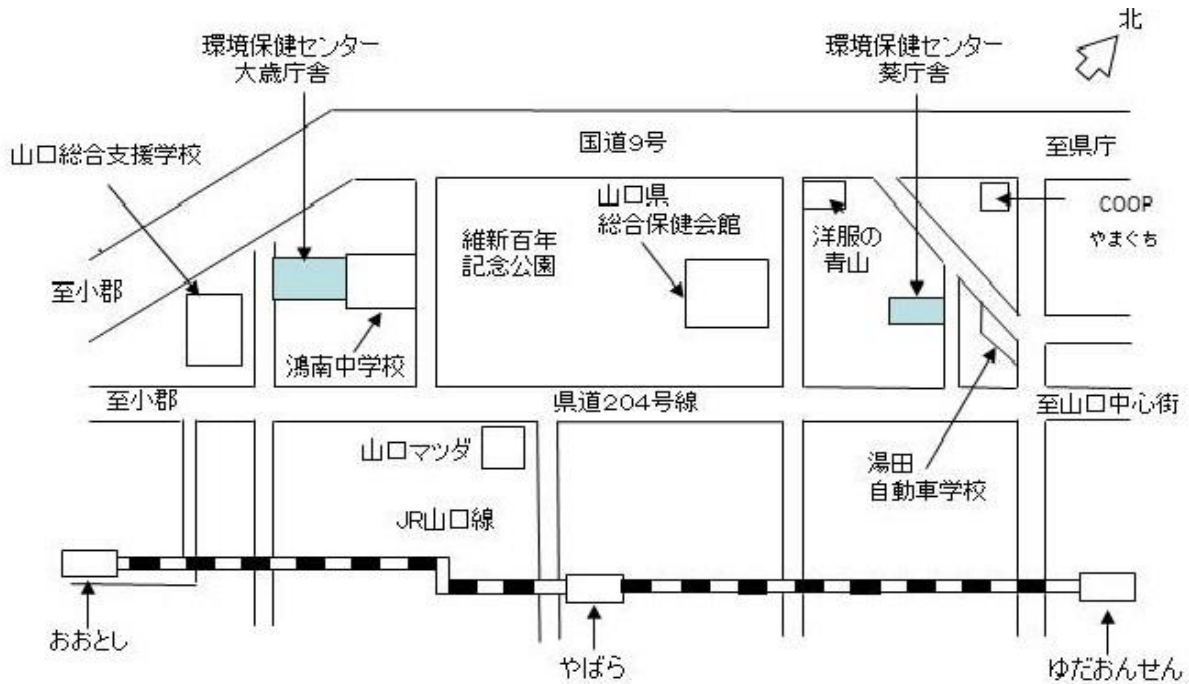 北
環境保健センター
大歳庁舎
環境保健センター
葵庁舎
国道9号
至県庁
山口総合支援学校
山口県
総合保健会館
COOP
やまぐち
維新百年
記念公園
洋服の
青山
至小郡
鴻南中学校
至小郡
県道204号線
至山口中心街
山口マツダ
湯田
自動車学校
JR山口線
おおとし
やばら
ゆだおんせん